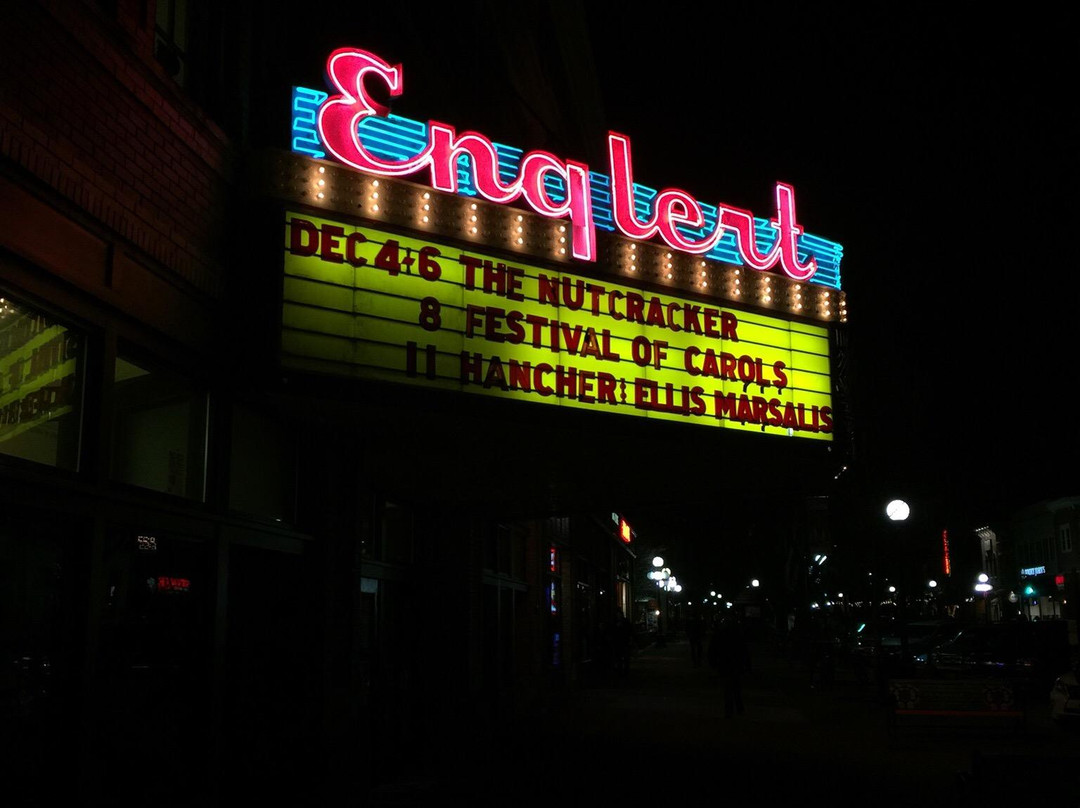 Englert
DEC 4-6 THE NUTCRACKER
8 FESTIVAL OF CAROLS
11 HANCHER: ELLIS MARSALIS